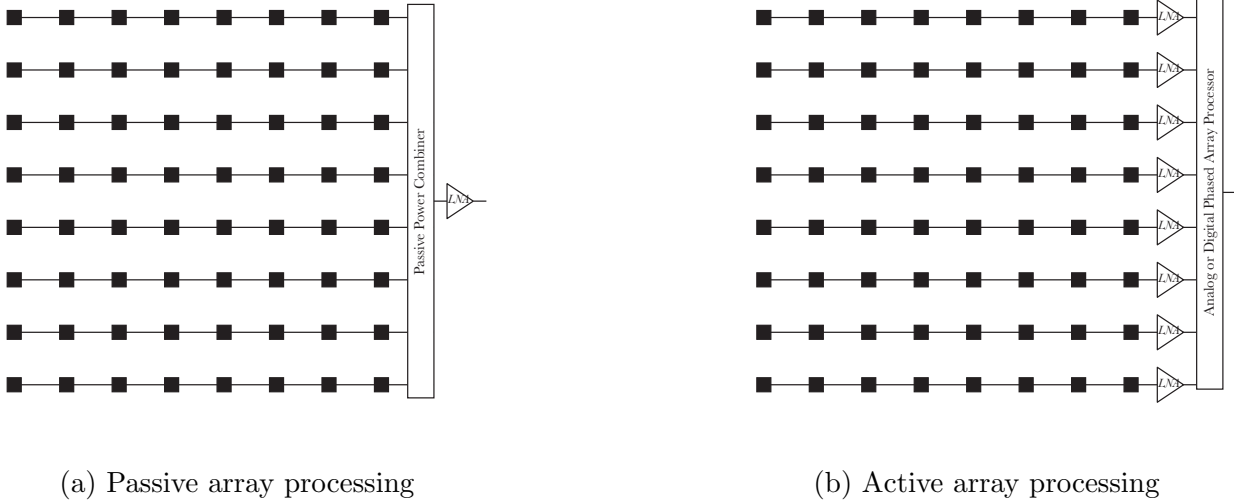 Passive Power Combiner
LNA
(a) Passive array processing
LNA
LNA
LNA
LNA
LNA
LNA
LNA
LNA
Analog or Digital Phased Array Processor
(b) Active array processing